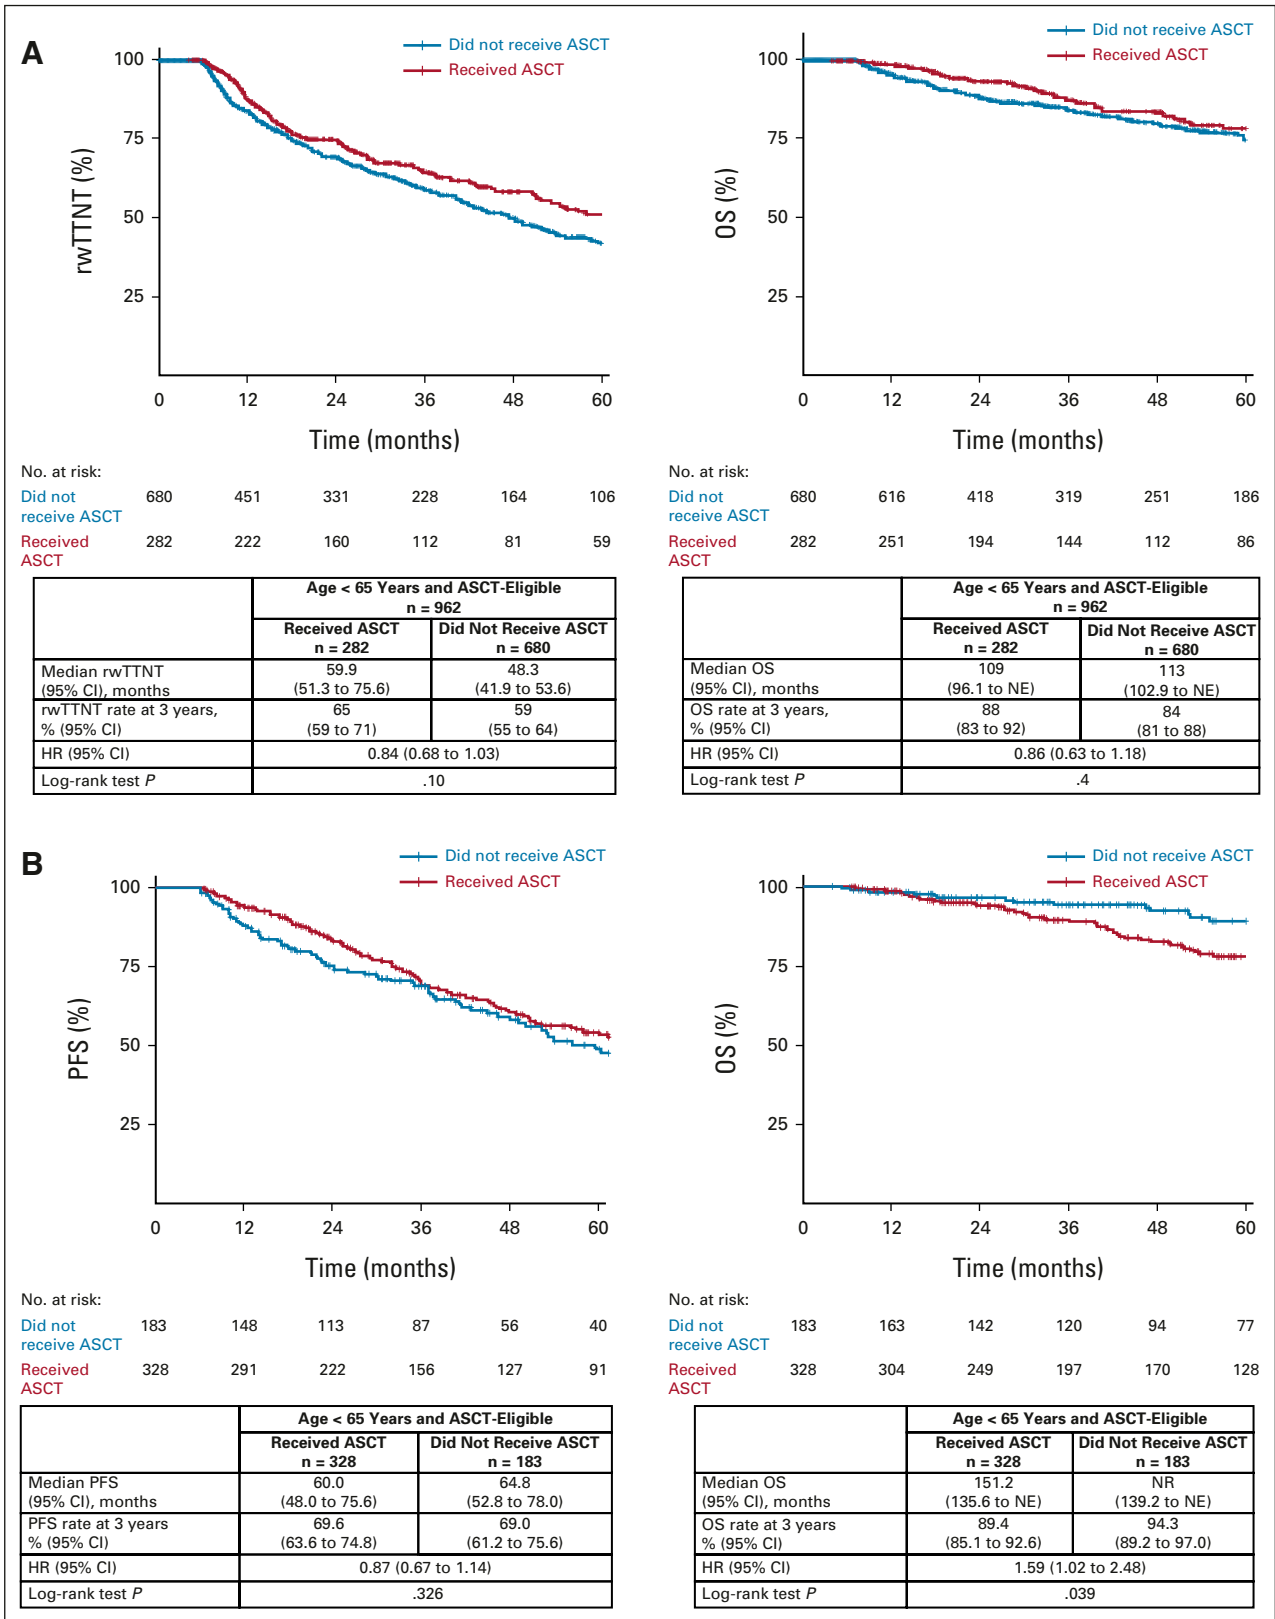 A
Did not receive ASCT
Received ASCT
100
75
50
25
rwTTNT (%)
0 12 24 36 48 60
Time (months)
No. at risk:
Did not receive ASCT 680 451 331 228 164 106
Received ASCT 282 222 160 112 81 59
Age < 65 Years and ASCT-Eligible
n = 962
Received ASCT Did Not Receive ASCT
n = 282 n = 680
Median rwTTNT 59.9 48.3
(95% CI), months (51.3 to 75.6) (41.9 to 53.6)
rwTTNT rate at 3 years, 65 59
% (95% CI) (59 to 71) (55 to 64)
HR (95% CI) 0.84 (0.68 to 1.03)
Log-rank test P .10
Did not receive ASCT
Received ASCT
100
75
50
25
OS (%)
0 12 24 36 48 60
Time (months)
No. at risk:
Did not receive ASCT 680 616 418 319 251 186
Received ASCT 282 251 194 144 112 86
Age < 65 Years and ASCT-Eligible
n = 962
Received ASCT Did Not Receive ASCT
n = 282 n = 680
Median OS 109 113
(95% CI), months (96.1 to NE) (102.9 to NE)
OS rate at 3 years, 88 84
% (95% CI) (83 to 92) (81 to 88)
HR (95% CI) 0.86 (0.63 to 1.18)
Log-rank test P .4
B
Did not receive ASCT
Received ASCT
100
75
50
25
PFS (%)
0 12 24 36 48 60
Time (months)
No. at risk:
Did not receive ASCT 183 148 113 87 56 40
Received ASCT 328 291 222 156 127 91
Age < 65 Years and ASCT-Eligible
Received ASCT Did Not Receive ASCT
n = 328 n = 183
Median PFS 60.0 64.8
(95% CI), months (48.0 to 75.6) (52.8 to 78.0)
PFS rate at 3 years 69.6 69.0
% (95% CI) (63.6 to 74.8) (61.2 to 75.6)
HR (95% CI) 0.87 (0.67 to 1.14)
Log-rank test P .326
Did not receive ASCT
Received ASCT
100
75
50
25
OS (%)
0 12 24 36 48 60
Time (months)
No. at risk:
Did not receive ASCT 183 163 142 120 94 77
Received ASCT 328 304 249 197 170 128
Age < 65 Years and ASCT-Eligible
Received ASCT Did Not Receive ASCT
n = 328 n = 183
Median OS 151.2 NR
(95% CI), months (135.6 to NE) (139.2 to NE)
OS rate at 3 years 89.4 94.3
% (95% CI) (85.1 to 92.6) (89.2 to 97.0)
HR (95% CI) 1.59 (1.02 to 2.48)
Log-rank test P .039